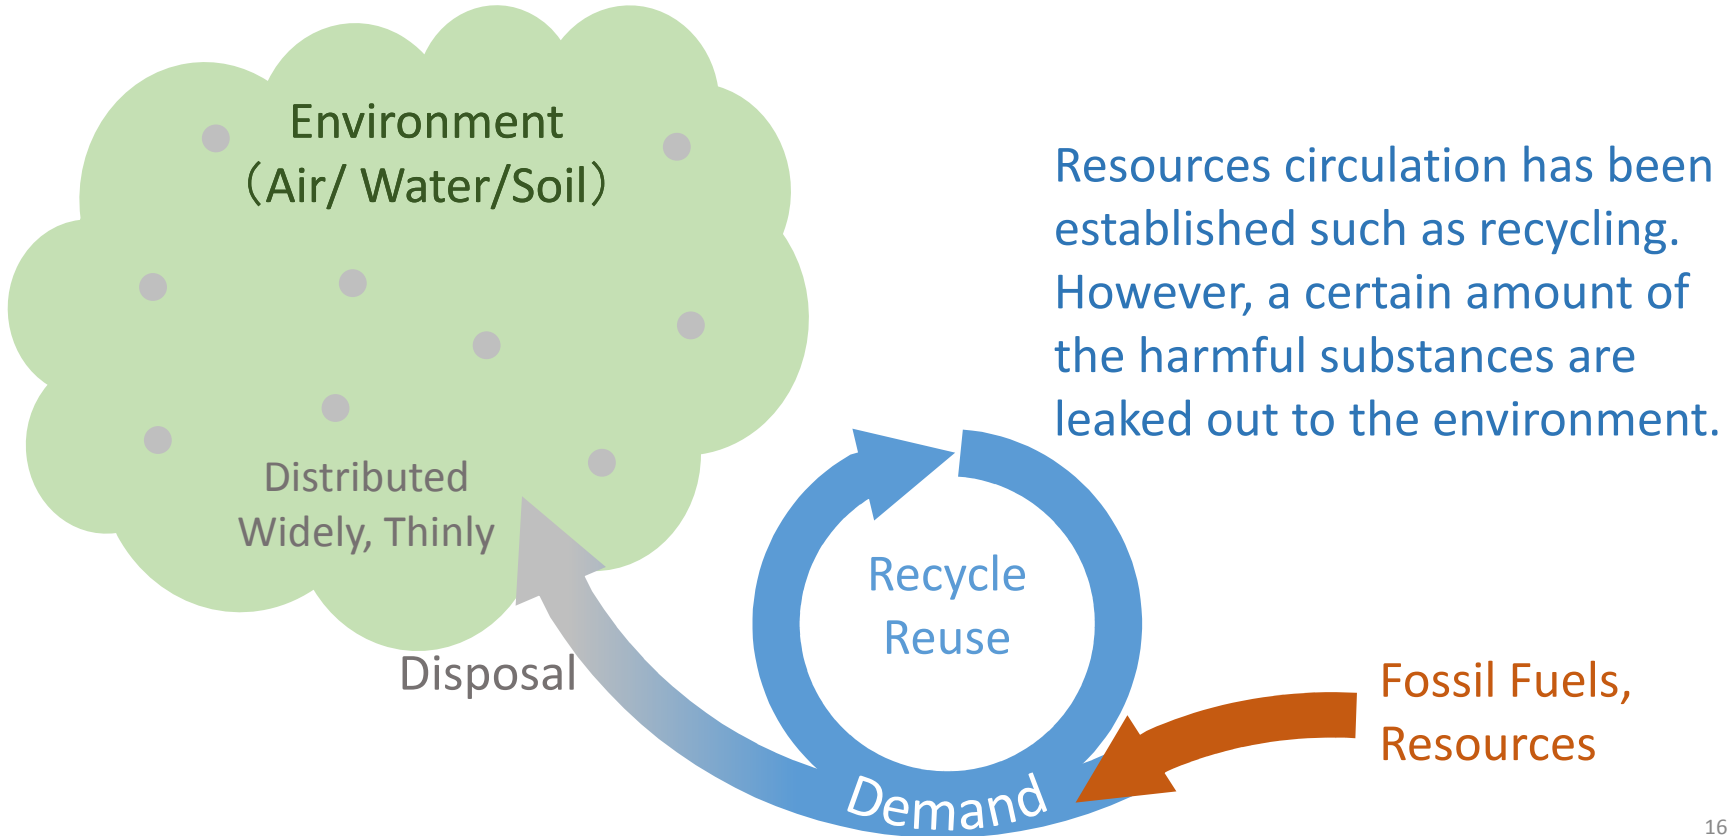 Environment
（Air/ Water/Soil）
Resources circulation has been
established such as recycling.
However, a certain amount of
the harmful substances are
leaked out to the environment.
Distributed
Widely, Thinly
Recycle
Reuse
Disposal
Fossil Fuels,
Resources
Demand
16